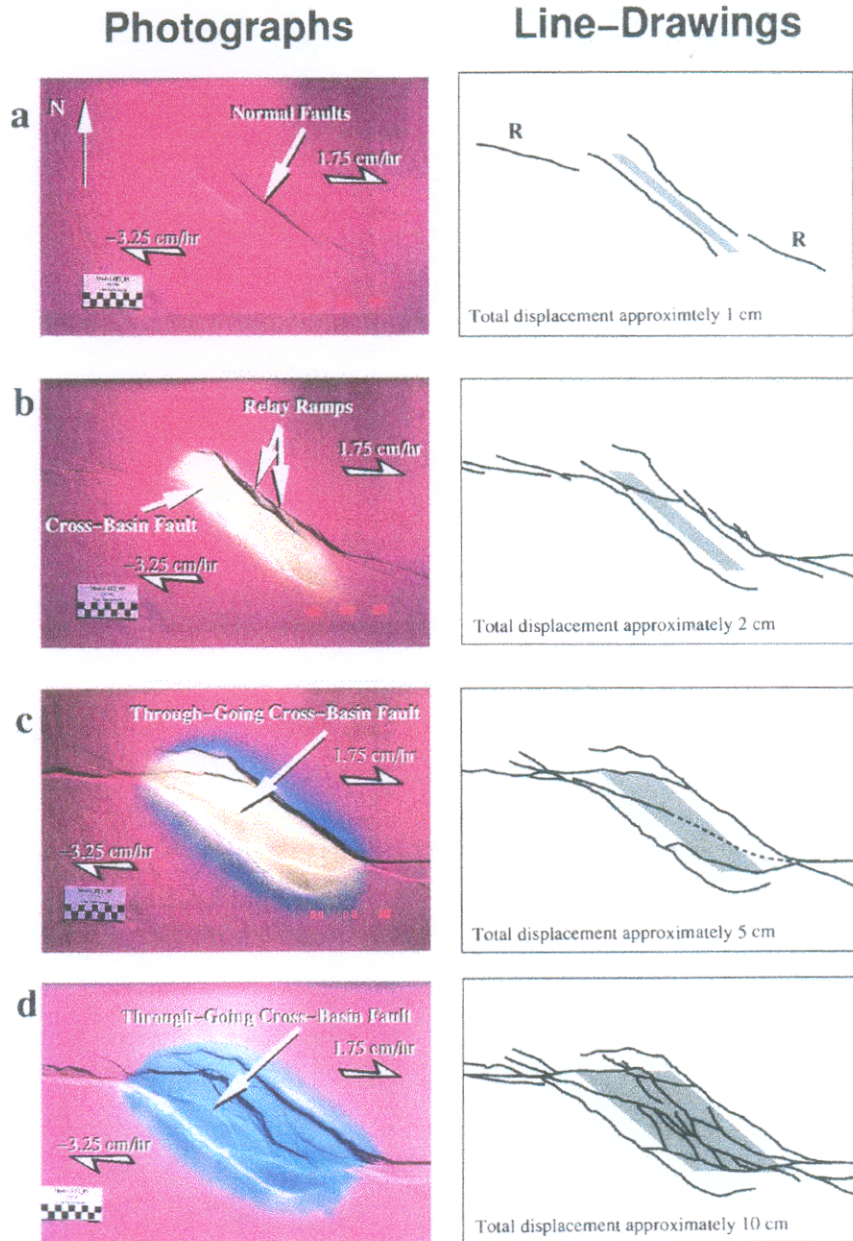 Photographs
Line-Drawings
a
N
Normal Faults
1.75 cm/hr
-3.25 cm/hr
R
R
Total displacement approximtely 1 cm
b
Relay Ramps
1.75 cm/hr
Cross-Basin Fault
-3.25 cm/hr
Total displacement approximately 2 cm
c
Through-Going Cross-Basin Fault
1.75 cm/hr
-3.25 cm/hr
Total displacement approximately 5 cm
d
Through-Going Cross-Basin Fault
1.75 cm/hr
-3.25 cm/hr
Total displacement approximately 10 cm